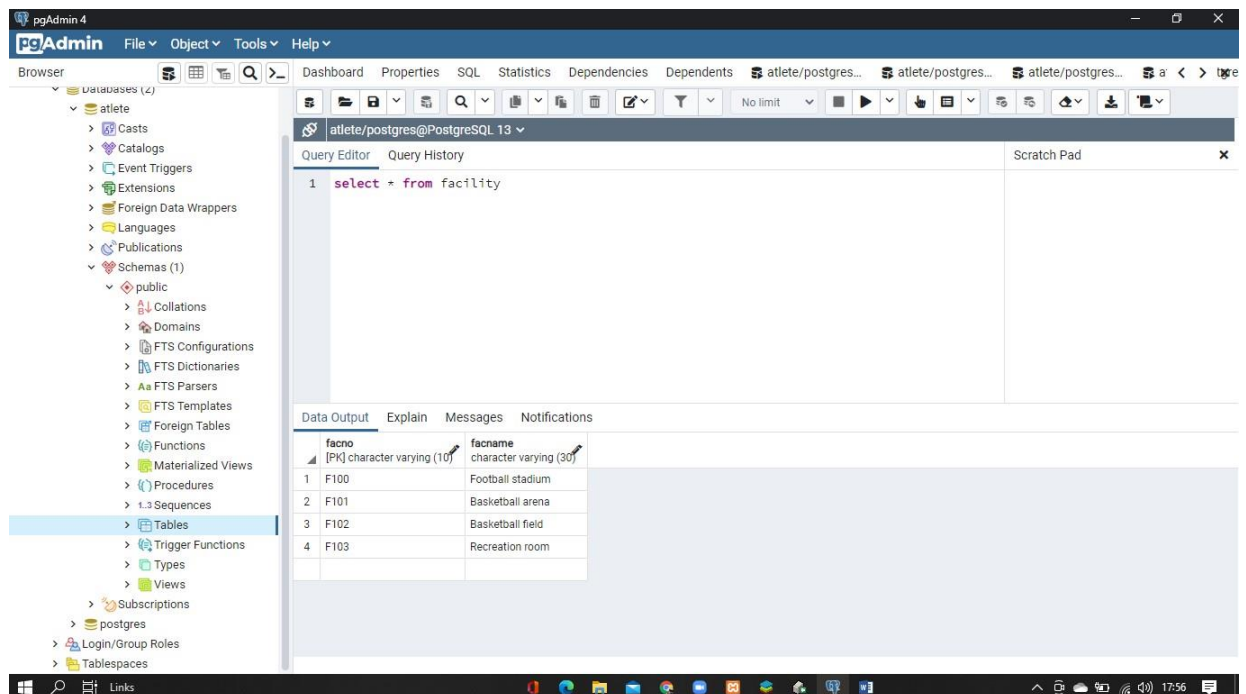 pgAdmin 4
pgAdmin File Object Tools Help
Browser
Dashboard Properties SQL Statistics Dependencies Dependents atlete/postgres... atlete/postgres... atlete/postgres... a
Databases (2)
atlete
Casts
Catalogs
Event Triggers
Extensions
Foreign Data Wrappers
Languages
Publications
Schemas (1)
public
Collations
Domains
FTS Configurations
FTS Dictionaries
Aa FTS Parsers
FTS Templates
Foreign Tables
Functions
Materialized Views
Procedures
1..3 Sequences
Tables
Trigger Functions
Types
Views
Subscriptions
postgres
Login/Group Roles
Tablespaces
No limit
atlete/postgres@PostgreSQL 13
Query Editor Query History
Scratch Pad
1 select * from facility
Data Output Explain Messages Notifications
facno facname
[PK] character varying (10) character varying (30)
1 F100 Football stadium
2 F101 Basketball arena
3 F102 Basketball field
4 F103 Recreation room
Links
17:56